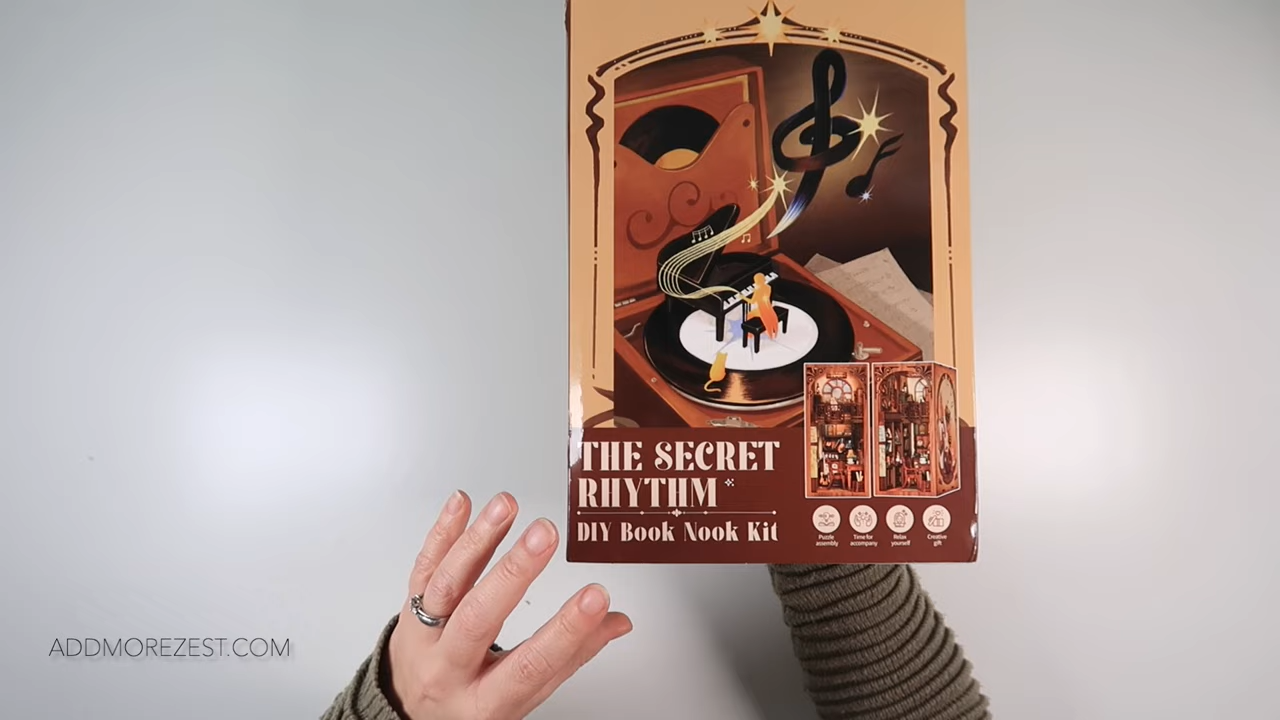 THE SECRET
RHYTHM
DIY Book Nook Kit
Puzzle
assembly
Time for
accompany
Relax
yourself
Creative
gift
ADDMOREZEST.COM